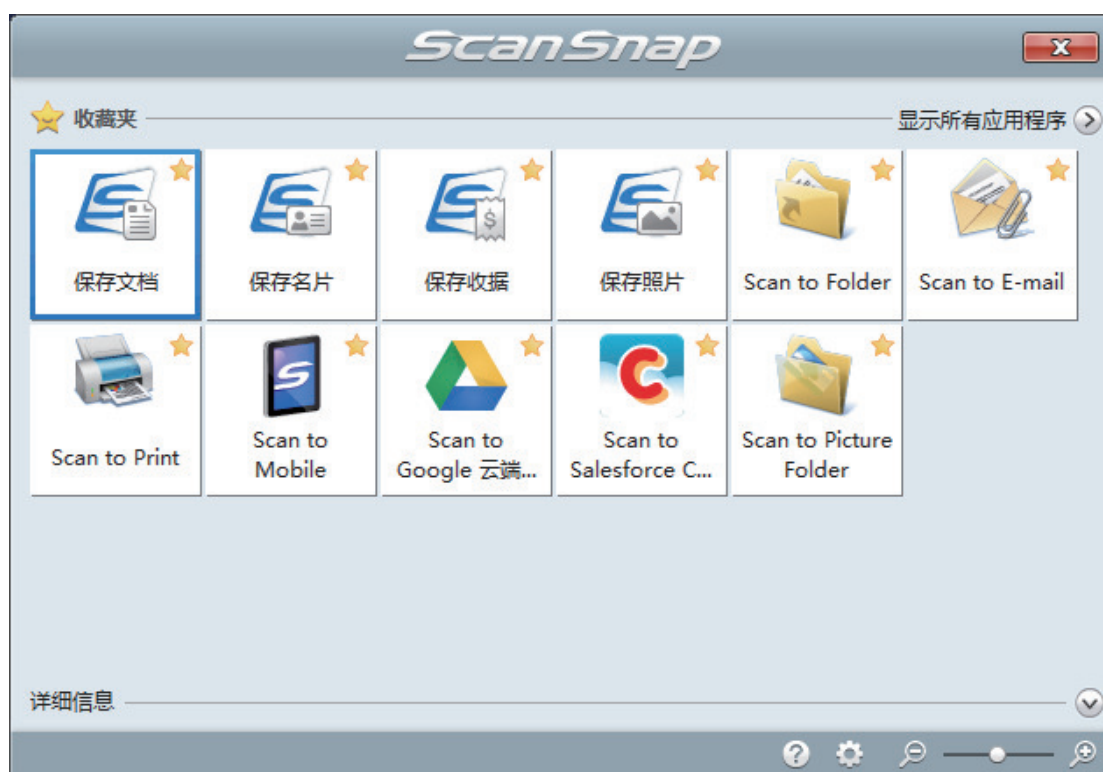 ScanSnap
收藏夹
显示所有应用程序
保存文档
保存名片
保存收据
保存照片
Scan to Folder
Scan to E-mail
Scan to Print
Scan to
Mobile
Scan to
Google 云端...
Scan to
Salesforce C...
Scan to Picture
Folder
详细信息